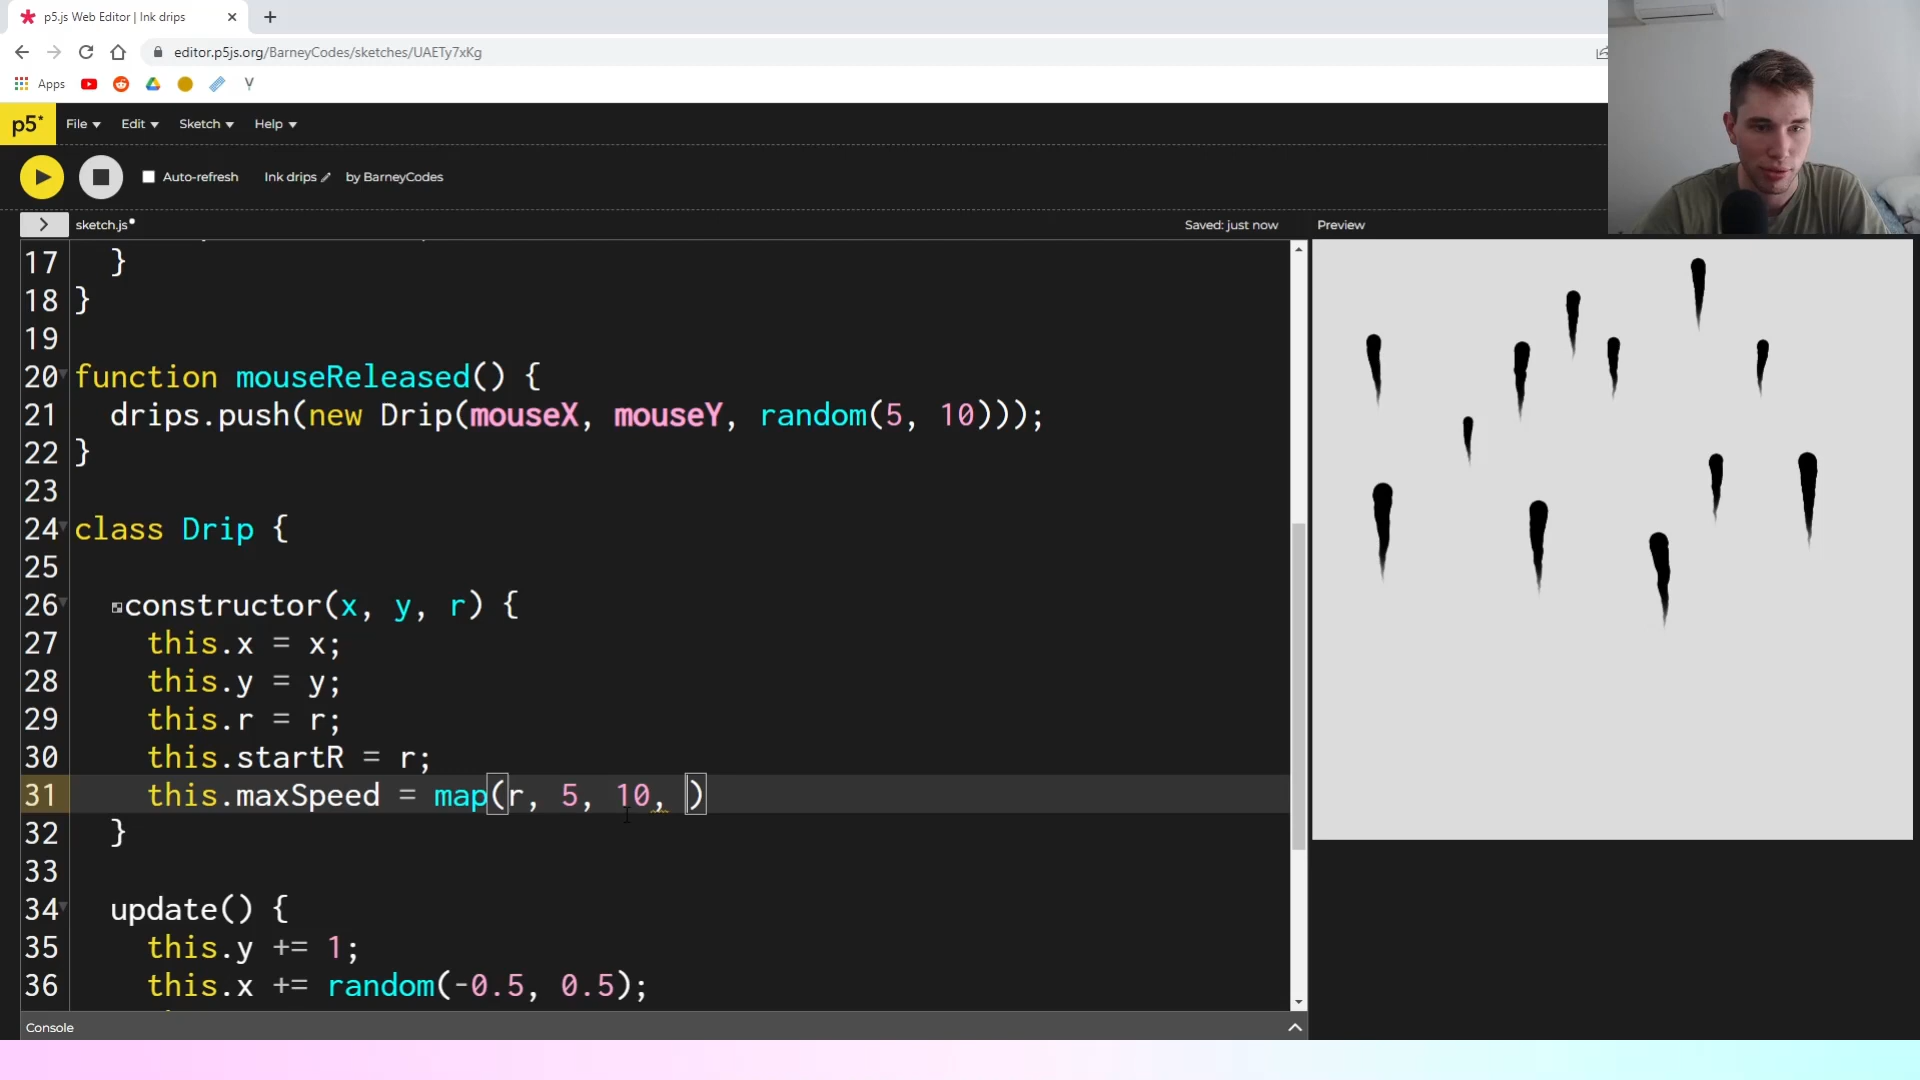 p5.js Web Editor | Ink drips
editor.p5js.org/BarneyCodes/sketches/UAETy7xKg
Apps
p5* File Edit Sketch Help
Auto-refresh Ink drips by BarneyCodes
sketch.js Saved: just now Preview
17 }
18 }
19
20 function mouseReleased() {
21 drips.push(new Drip(mouseX, mouseY, random(5, 10)));
22 }
23
24 class Drip {
25
26 constructor(x, y, r) {
27 this.x = x;
28 this.y = y;
29 this.r = r;
30 this.startR = r;
31 this.maxSpeed = map(r, 5, 10, )
32 }
33
34 update() {
35 this.y += 1;
36 this.x += random(-0.5, 0.5);
Console